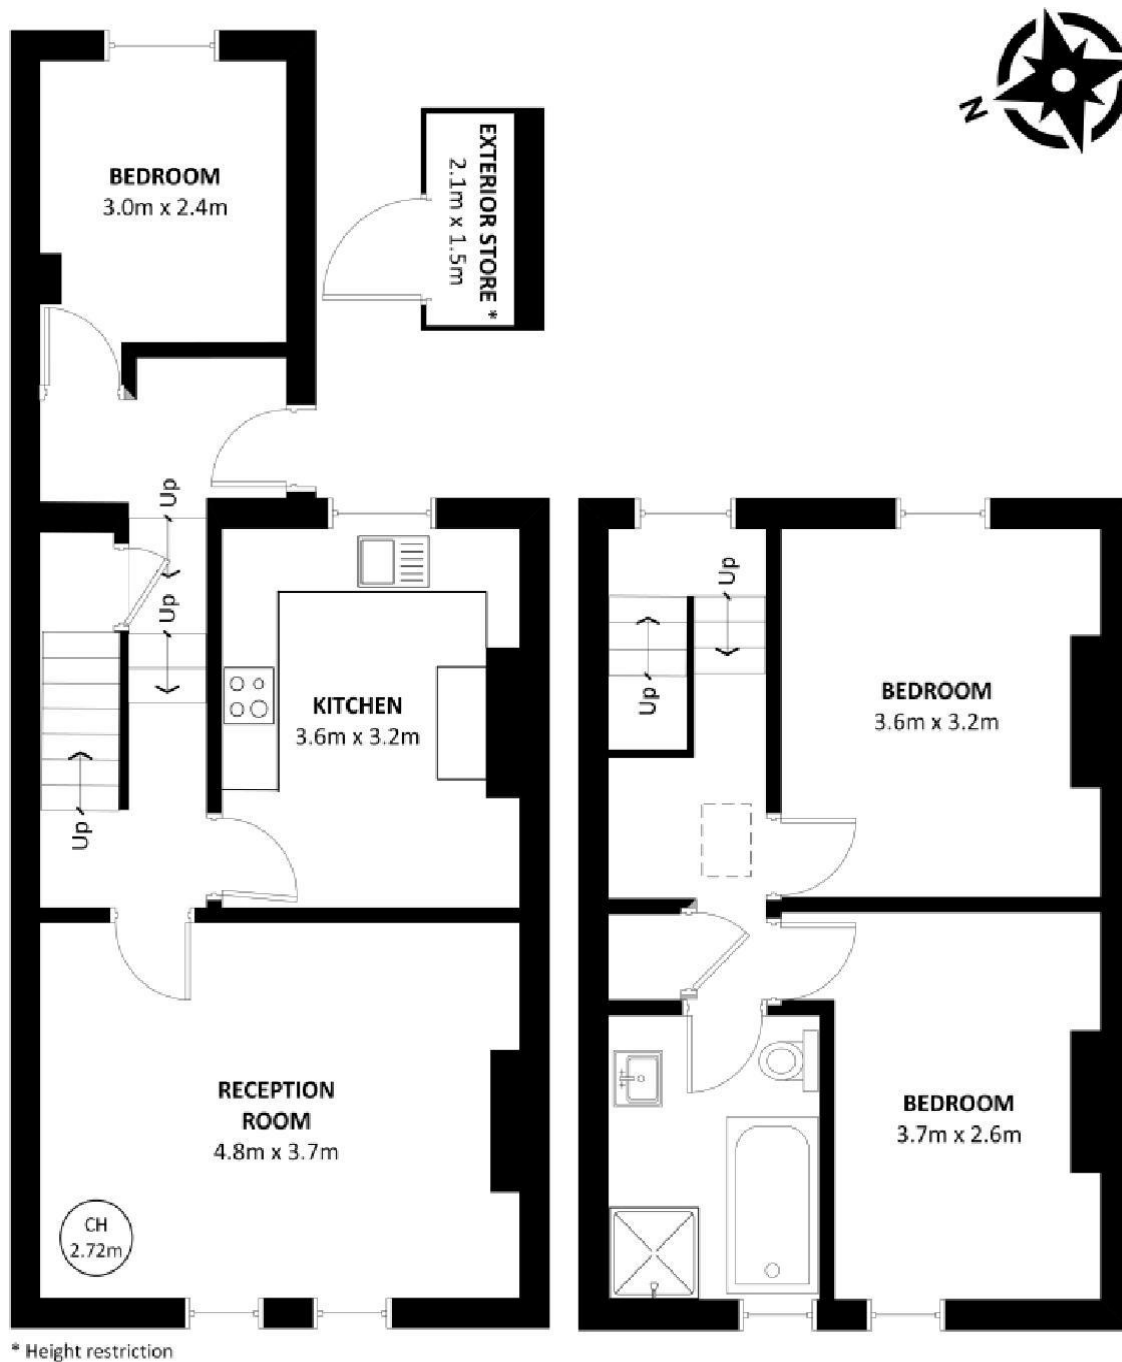 N
BEDROOM
3.0m x 2.4m
EXTERIOR STORE *
2.1m x 1.5m
Up
Up
Up
KITCHEN
3.6m x 3.2m
RECEPTION
ROOM
4.8m x 3.7m
CH
2.72m
Up
Up
BEDROOM
3.6m x 3.2m
BEDROOM
3.7m x 2.6m
* Height restriction